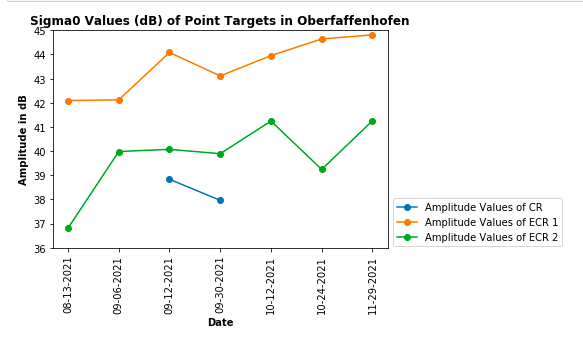 Sigma0 Values (dB) of Point Targets in Oberfaffenhofen
Amplitude in dB
45
44
43
42
41
40
39
38
37
36
08-13-2021
09-06-2021
09-12-2021
09-30-2021
10-12-2021
10-24-2021
11-29-2021
Date
Amplitude Values of CR
Amplitude Values of ECR 1
Amplitude Values of ECR 2